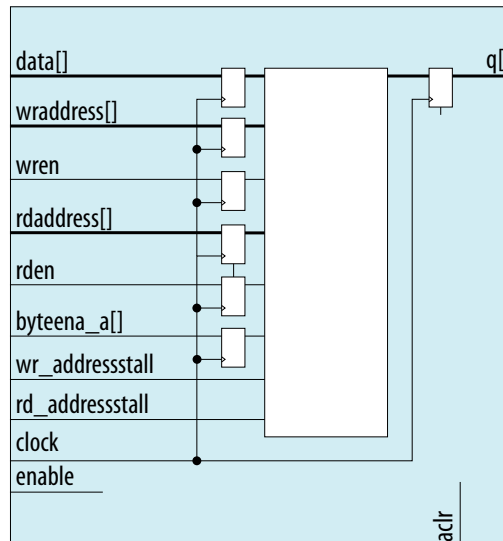 data[]
q[
wraddress[]
wren
rdaddress[]
rden
byteena_a[]
wr_addressstall
rd_addressstall
clock
enable
aclr